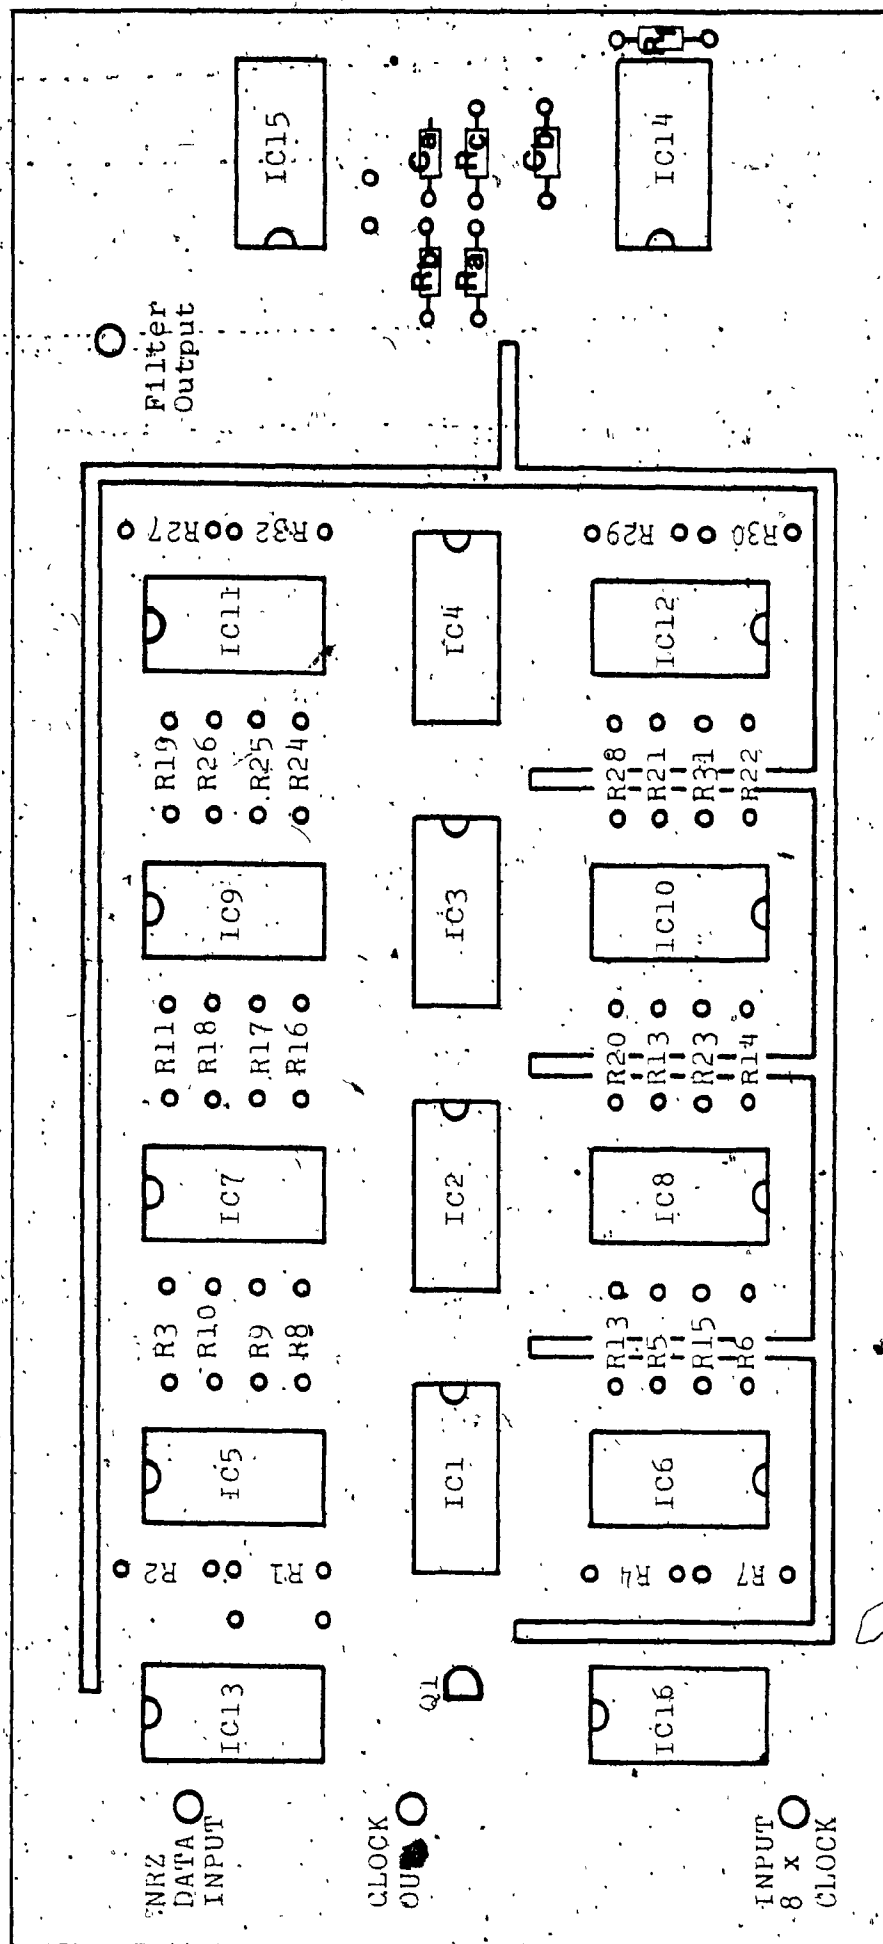 IC15
Ca
Rc
Cb
Rf
IC14
Rb
Ra
Filter
Output
R27
R32
R29
R30
IC11
IC4
IC12
R19
R26
R25
R24
R28
R21
R31
R22
IC9
IC3
IC10
R11
R18
R17
R16
R20
R13
R23
R14
IC7
IC2
IC8
R3
R10
R9
R8
R13
R5
R15
R6
IC5
IC1
IC6
R2
R1
R4
R7
IC13
Q1
IC16
NRZ
DATA
INPUT
CLOCK
INPUT
8 x
CLOCK